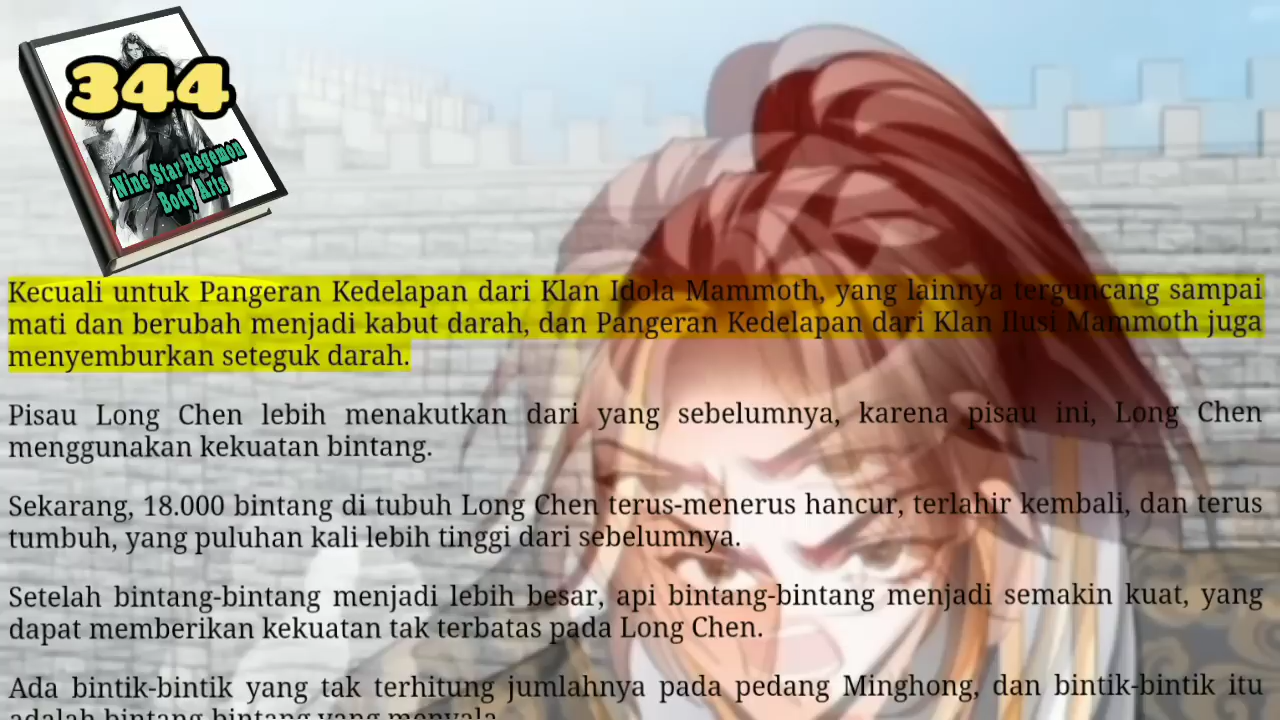 344
Nine Star Hegemon
Body Arts
Kecuali untuk Pangeran Kedelapan dari Klan Idola Mammoth, yang lainnya terguncang sampai
mati dan berubah menjadi kabut darah, dan Pangeran Kedelapan dari Klan Ilusi Mammoth juga
menyemburkan seteguk darah.
Pisau Long Chen lebih menakutkan dari yang sebelumnya, karena pisau ini, Long Chen
menggunakan kekuatan bintang.
Sekarang, 18.000 bintang di tubuh Long Chen terus-menerus hancur, terlahir kembali, dan terus
tumbuh, yang puluhan kali lebih tinggi dari sebelumnya.
Setelah bintang-bintang menjadi lebih besar, api bintang-bintang menjadi semakin kuat, yang
dapat memberikan kekuatan tak terbatas pada Long Chen.
Ada bintik-bintik yang tak terhitung jumlahnya pada pedang Minghong, dan bintik-bintik itu
adalah bintang-bintang yang menyala.